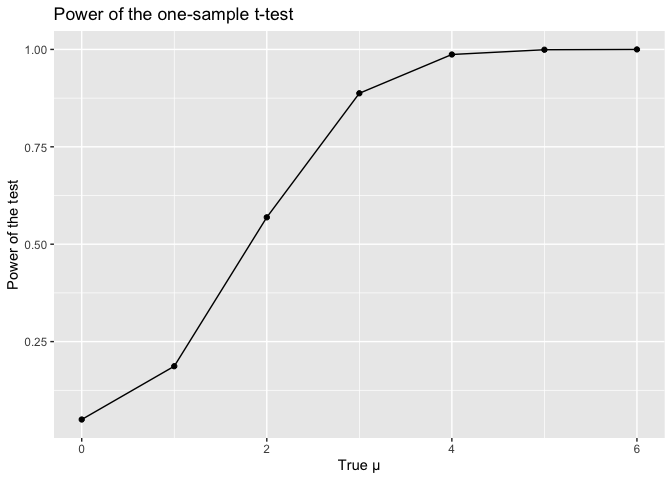 Power of the one-sample t-test
1.00
0.75
0.50
0.25
Power of the test
0 2 4 6
True μ